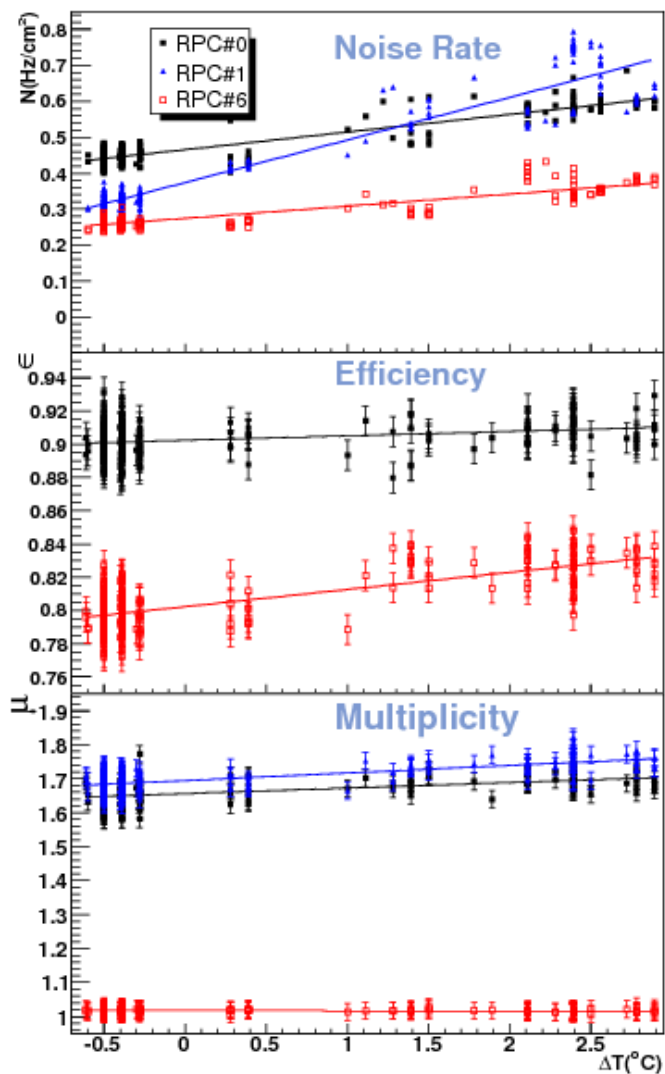 N(Hz/cm²)
0.8
0.7
0.6
0.5
0.4
0.3
0.2
0.1
0
RPC#0
RPC#1
RPC#6
Noise Rate
ϵ
0.94
0.92
0.9
0.88
0.86
0.84
0.82
0.8
0.78
0.76
Efficiency
μ
1.9
1.8
1.7
1.6
1.5
1.4
1.3
1.2
1.1
1
Multiplicity
-0.5 0 0.5 1 1.5 2 2.5
ΔT(°C)